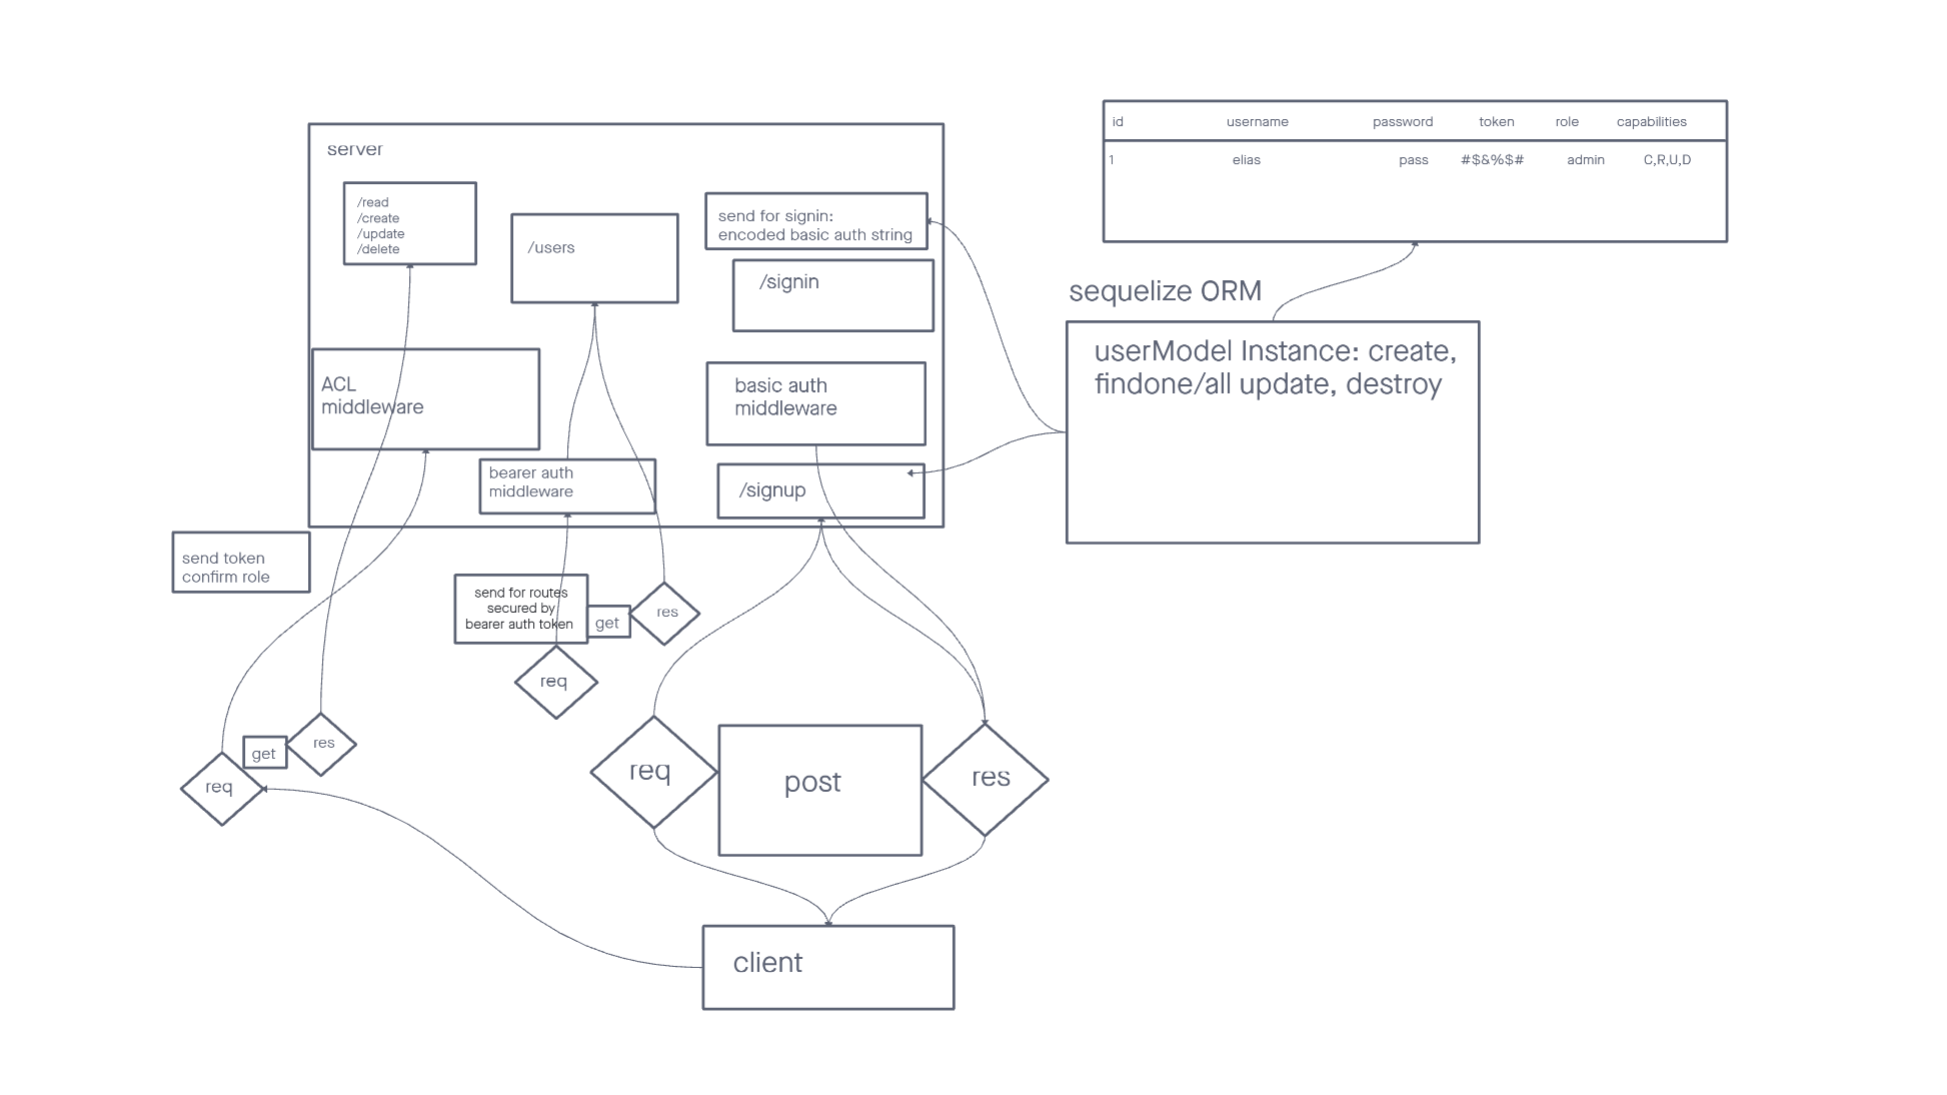 id username password token role capabilities
1 elias pass #$&%$# admin C,R,U,D
server
/read
/create
/update
/delete
/users
send for signin:
encoded basic auth string
/signin
sequelize ORM
userModel Instance: create,
findone/all update, destroy
ACL
middleware
basic auth
middleware
bearer auth
middleware
/signup
send token
confirm role
send for routes
secured by
bearer auth token
get
res
req
get
res
req
req
post
res
client